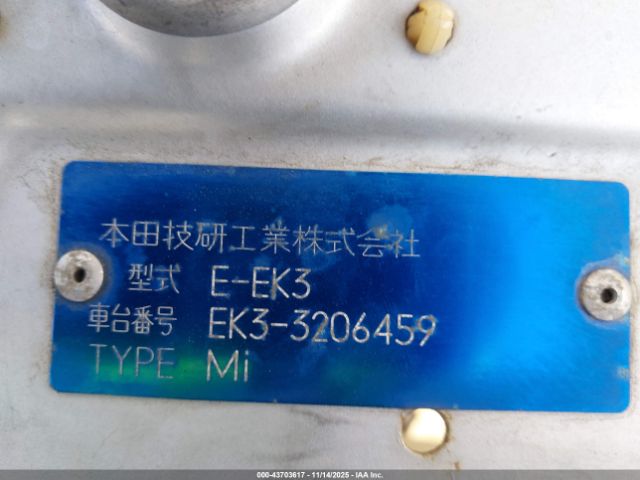 本田技研工業株式会社
型式 E-EK3
車台番号 EK3-3206459
TYPE Mi
000-43703617 - 11/14/2025 - IAA Inc.